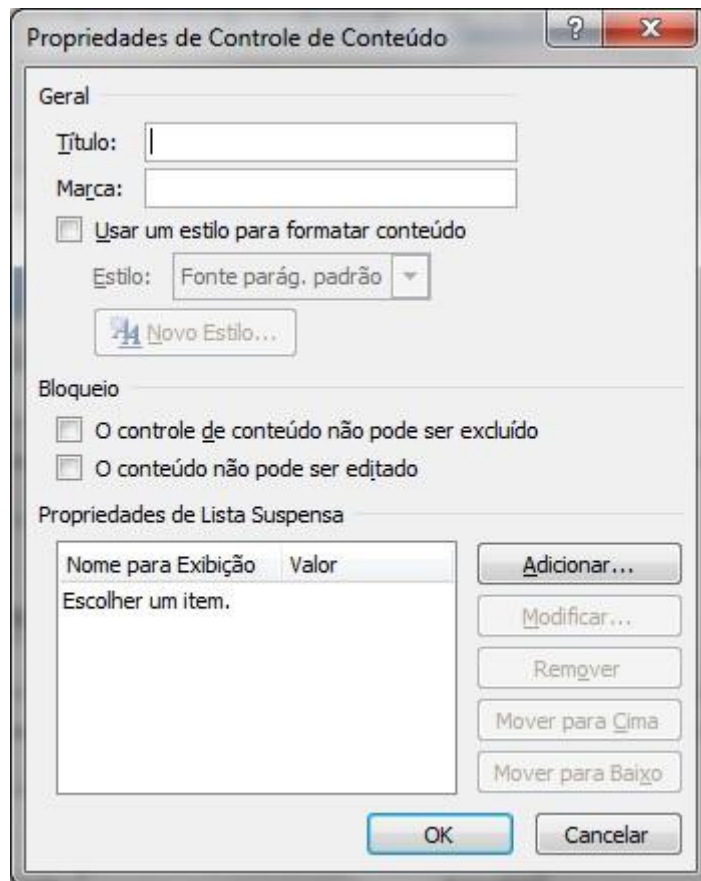 Propriedades de Controle de Conteúdo
Geral
Título:
Marca:
Usar um estilo para formatar conteúdo
Estilo: Fonte parág. padrão
Novo Estilo...
Bloqueio
O controle de conteúdo não pode ser excluído
O conteúdo não pode ser editado
Propriedades de Lista Suspensa
Nome para Exibição Valor
Escolher um item.
Adicionar...
Modificar...
Remover
Mover para Cima
Mover para Baixo
OK Cancelar